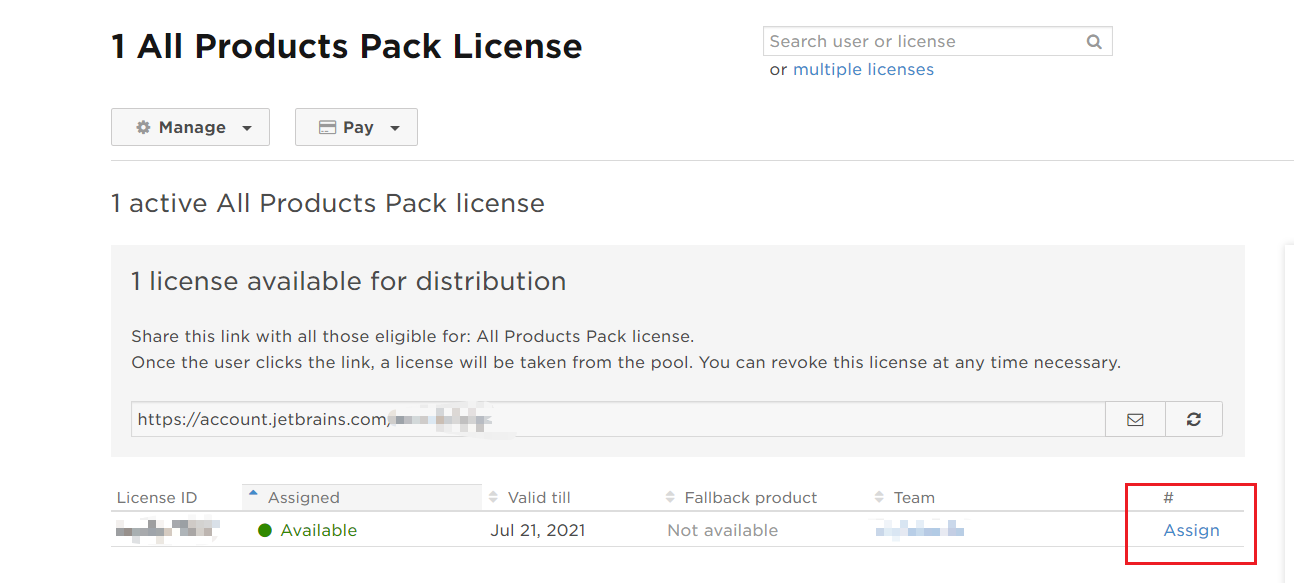 1 All Products Pack License
Search user or license
or multiple licenses
Manage
Pay
1 active All Products Pack license
1 license available for distribution
Share this link with all those eligible for: All Products Pack license.
Once the user clicks the link, a license will be taken from the pool. You can revoke this license at any time necessary.
https://account.jetbrains.com/
License ID Assigned Valid till Fallback product Team #
Available Jul 21, 2021 Not available Assign